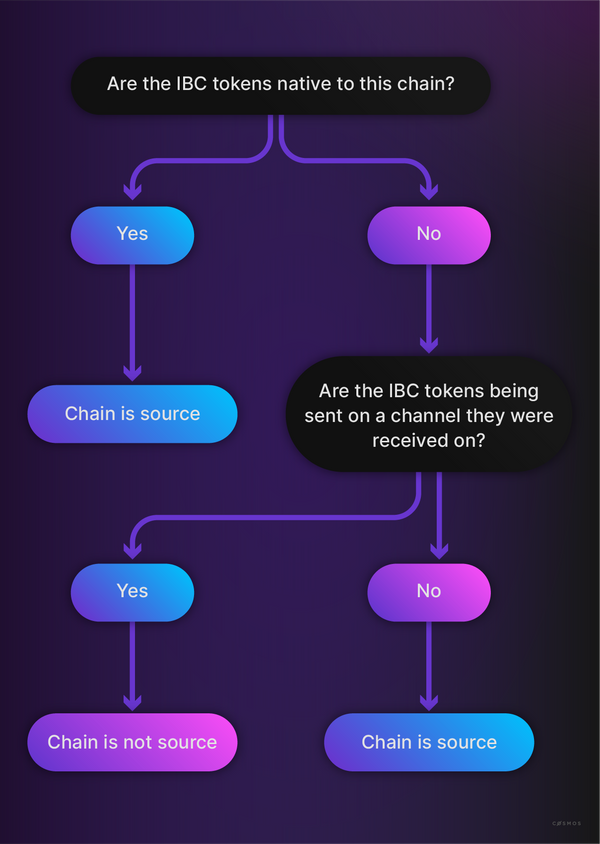 Are the IBC tokens native to this chain?
Yes
No
Chain is source
Are the IBC tokens being
sent on a channel they were
received on?
Yes
No
Chain is not source
Chain is source
COSMOS